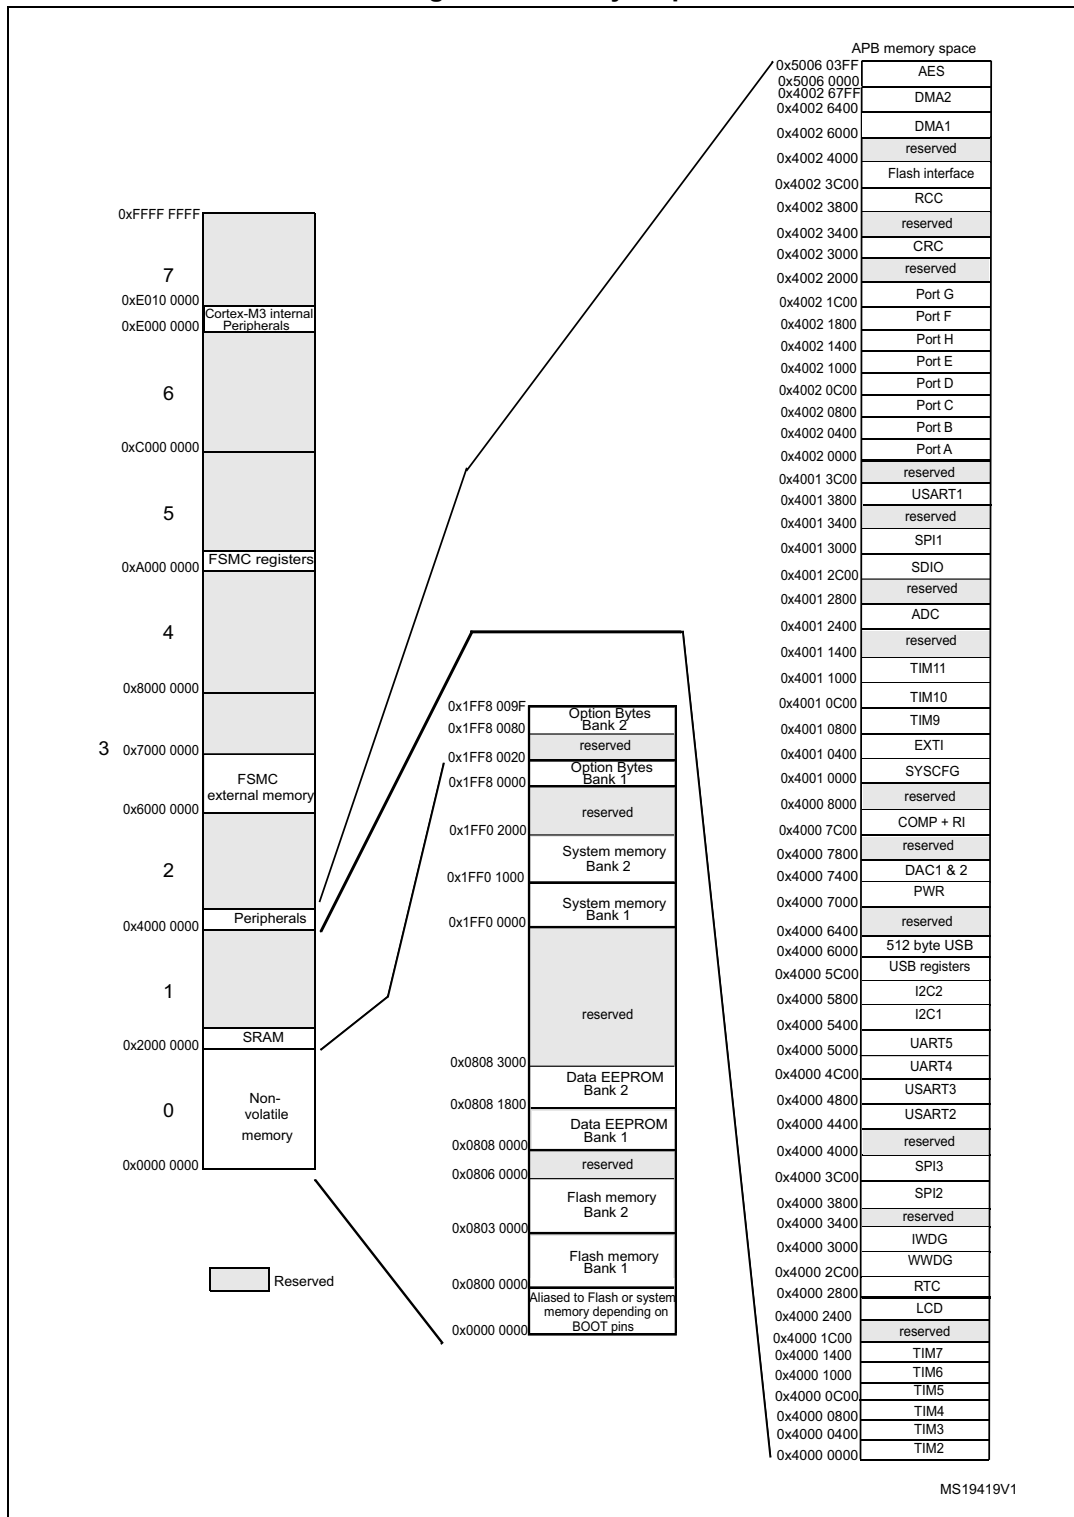 APB memory space
0x5006 03FF
AES
0x5006 0000
0x4002 67FF
DMA2
0x4002 6400
DMA1
0x4002 6000
reserved
0x4002 4000
Flash interface
0x4002 3C00
RCC
0x4002 3800
reserved
0x4002 3400
CRC
0x4002 3000
reserved
0x4002 2000
Port G
0x4002 1C00
Port F
0x4002 1800
Port H
0x4002 1400
Port E
0x4002 1000
Port D
0x4002 0C00
Port C
0x4002 0800
Port B
0x4002 0400
Port A
0x4002 0000
reserved
0x4001 3C00
USART1
0x4001 3800
reserved
0x4001 3400
SPI1
0x4001 3000
SDIO
0x4001 2C00
reserved
0x4001 2800
ADC
0x4001 2400
reserved
0x4001 1400
TIM11
0x4001 1000
TIM10
0x4001 0C00
TIM9
0x4001 0800
EXTI
0x4001 0400
SYSCFG
0x4001 0000
reserved
0x4000 8000
COMP + RI
0x4000 7C00
reserved
0x4000 7800
DAC1 & 2
0x4000 7400
PWR
0x4000 7000
reserved
0x4000 6400
512 byte USB
0x4000 6000
USB registers
0x4000 5C00
I2C2
0x4000 5800
I2C1
0x4000 5400
UART5
0x4000 5000
UART4
0x4000 4C00
USART3
0x4000 4800
USART2
0x4000 4400
reserved
0x4000 4000
SPI3
0x4000 3C00
SPI2
0x4000 3800
reserved
0x4000 3400
IWDG
0x4000 3000
WWDG
0x4000 2C00
RTC
0x4000 2800
LCD
0x4000 2400
reserved
0x4000 1C00
TIM7
0x4000 1400
TIM6
0x4000 1000
TIM5
0x4000 0C00
TIM4
0x4000 0800
TIM3
0x4000 0400
TIM2
0x4000 0000
0xFFFF FFFF
7
0xE010 0000
Cortex-M3 internal
Peripherals
0xE000 0000
6
0xC000 0000
5
FSMC registers
0xA000 0000
4
0x8000 0000
3
0x7000 0000
FSMC
external memory
0x6000 0000
2
Peripherals
0x4000 0000
1
SRAM
0x2000 0000
0
Non-
volatile
memory
0x0000 0000
Reserved
0x1FF8 009F
Option Bytes
Bank 2
0x1FF8 0080
reserved
0x1FF8 0020
Option Bytes
Bank 1
0x1FF8 0000
reserved
0x1FF0 2000
System memory
Bank 2
0x1FF0 1000
System memory
Bank 1
0x1FF0 0000
reserved
0x0808 3000
Data EEPROM
Bank 2
0x0808 1800
Data EEPROM
Bank 1
0x0808 0000
reserved
0x0806 0000
Flash memory
Bank 2
0x0803 0000
Flash memory
Bank 1
0x0800 0000
Aliased to Flash or system
memory depending on
BOOT pins
0x0000 0000
MS19419V1